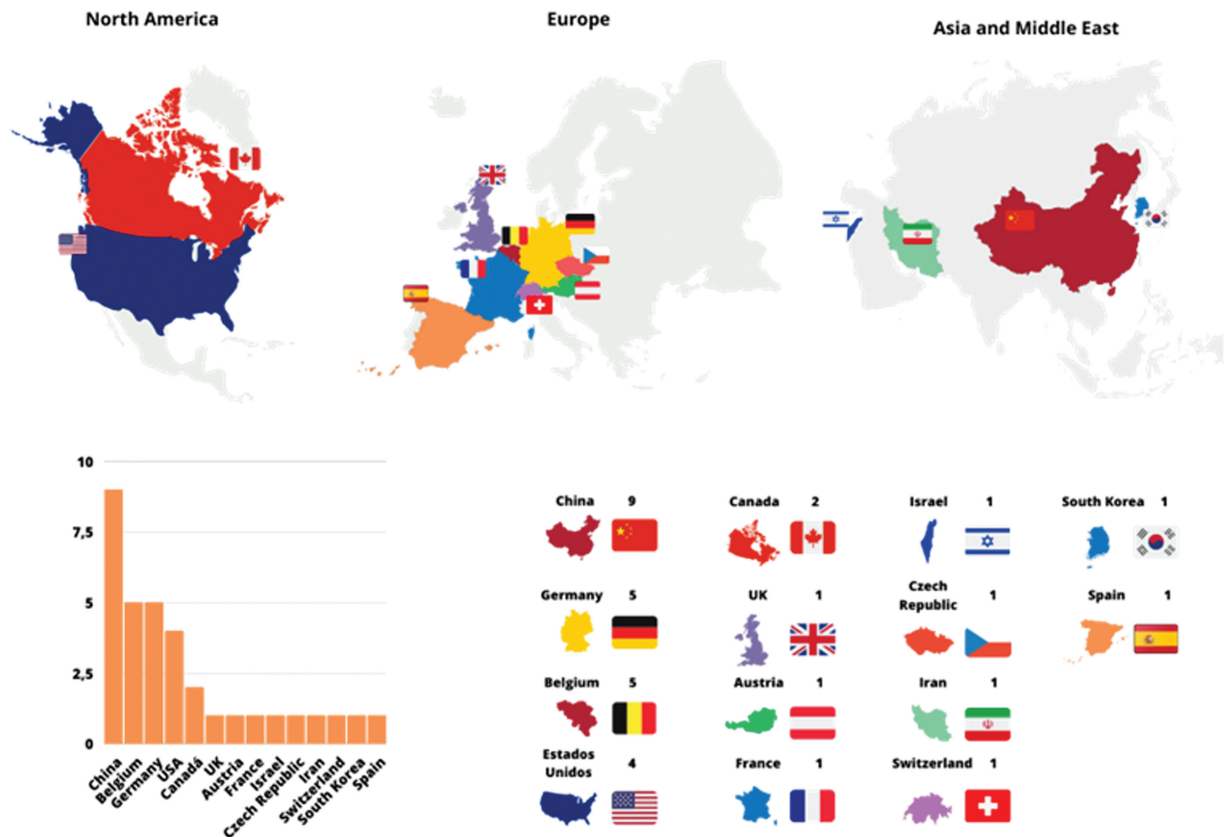 North America
Europe
Asia and Middle East
10
7,5
5
2,5
0
China
Belgium
Germany
USA
Canadá
UK
Austria
France
Israel
Czech Republic
Iran
Switzerland
South Korea
Spain
China 9
Canada 2
Israel 1
South Korea 1
Germany 5
UK 1
Czech
Republic 1
Spain 1
Belgium 5
Austria 1
Iran 1
Estados
Unidos 4
France 1
Switzerland 1